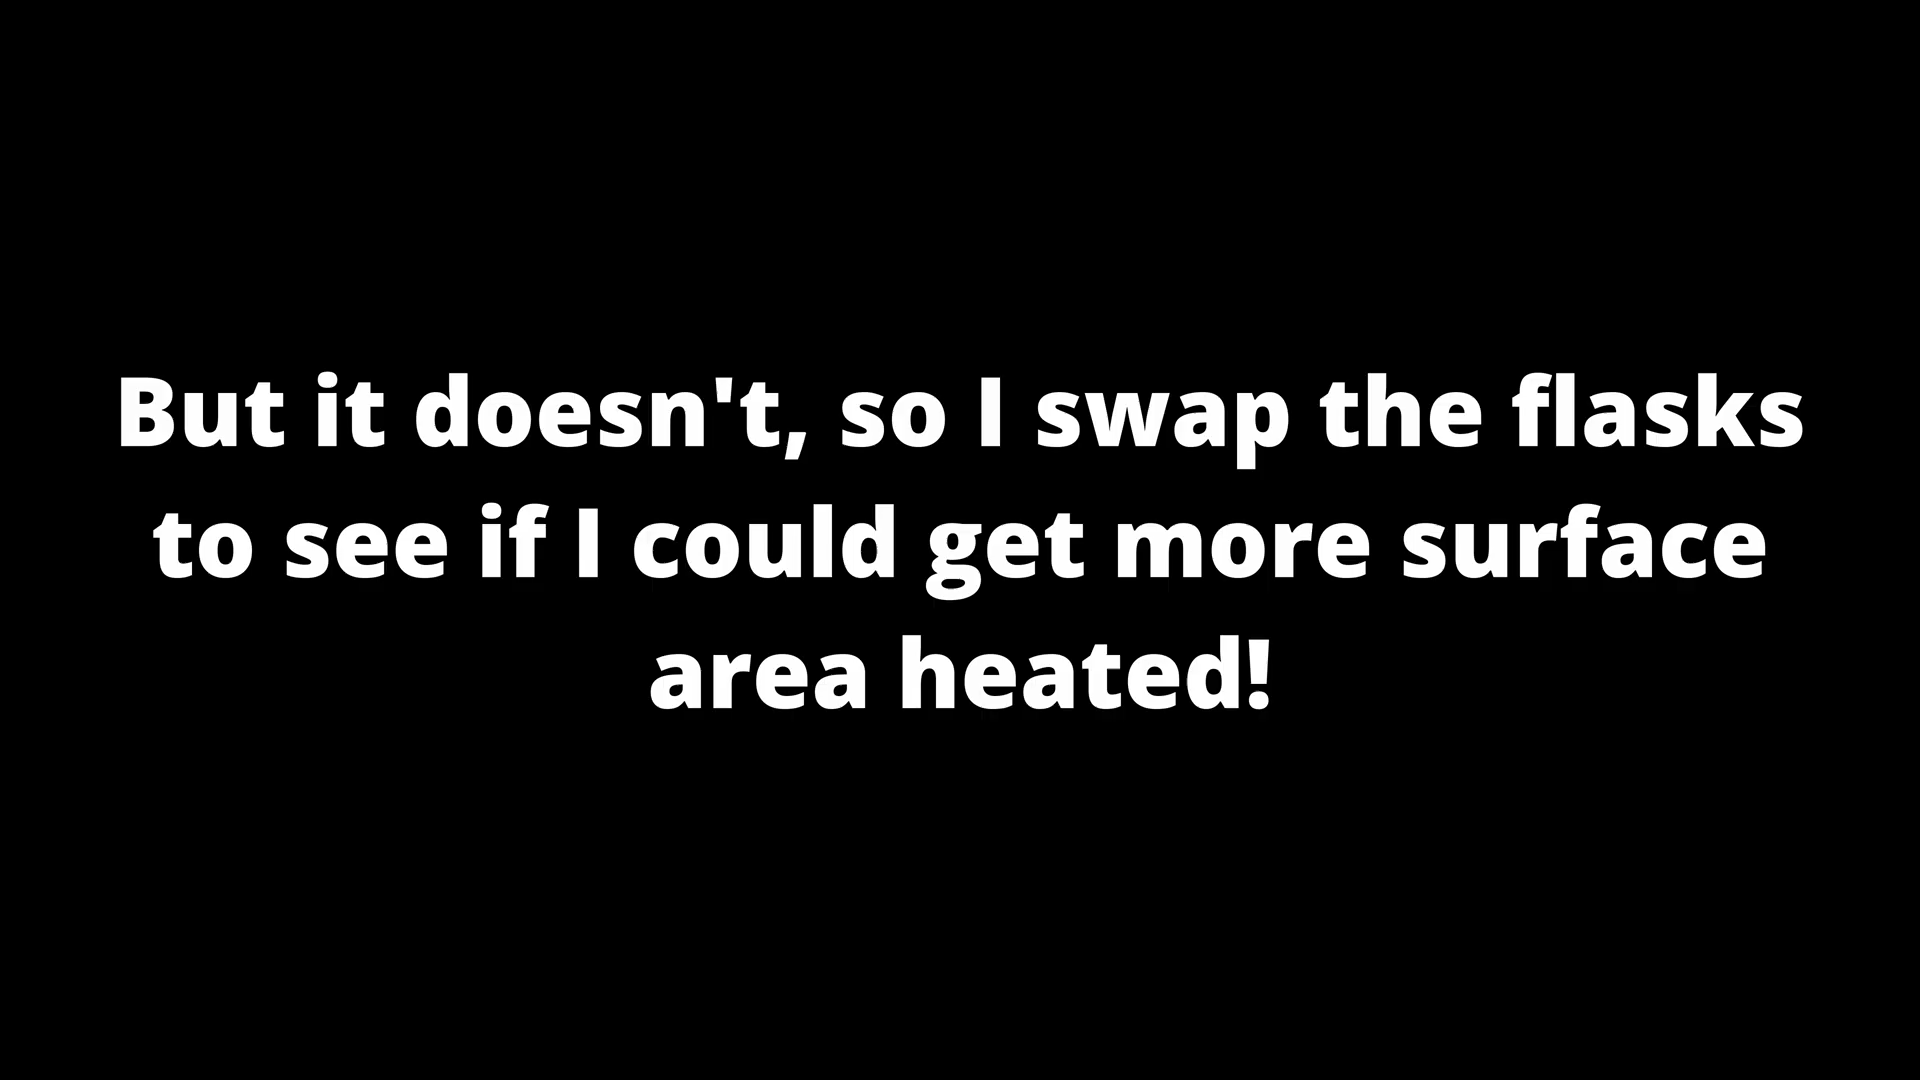 But it doesn't, so I swap the flasks
to see if I could get more surface
area heated!